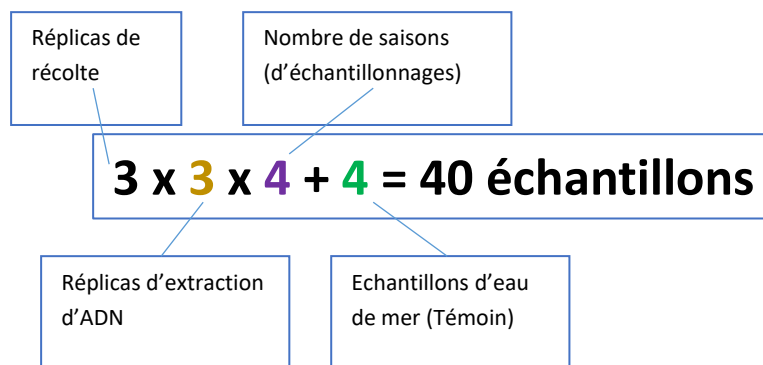 Réplicas de
récolte
Nombre de saisons
(d’échantillonnages)
3 x 3 x 4 + 4 = 40 échantillons
Réplicas d’extraction
d’ADN
Echantillons d’eau
de mer (Témoin)